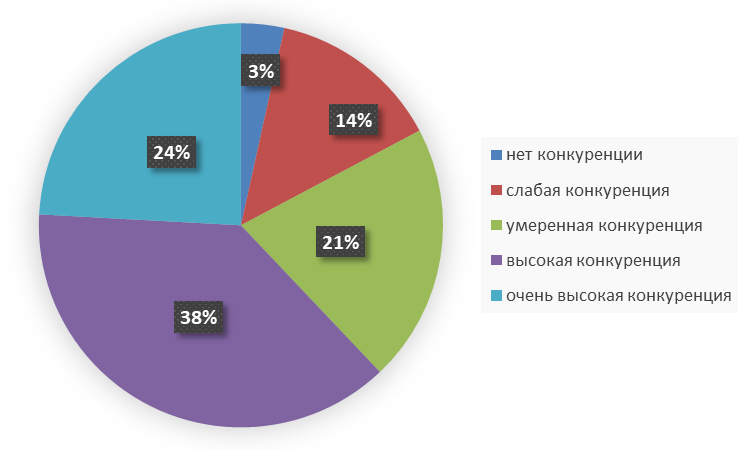 3%
14%
24%
21%
38%
нет конкуренции
слабая конкуренция
умеренная конкуренция
высокая конкуренция
очень высокая конкуренция